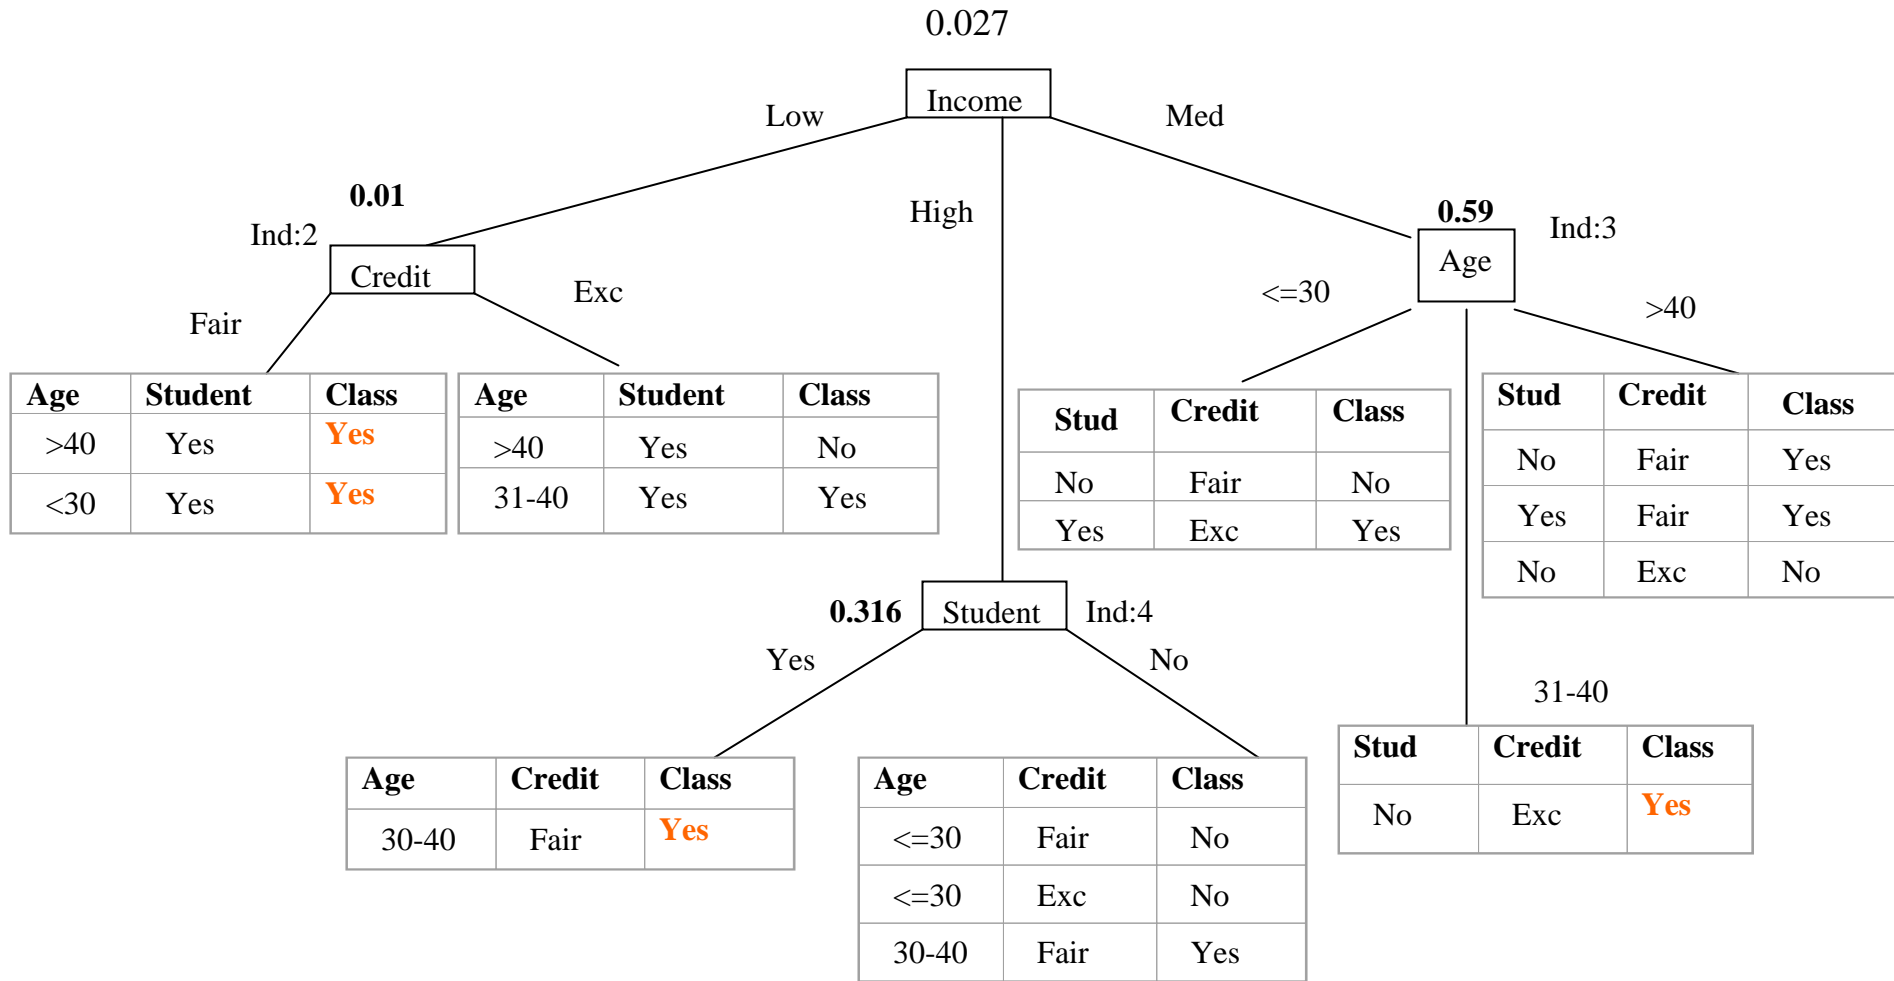 0.027
Income
Low
Med
High
0.01
Ind:2
Credit
0.59
Ind:3
Age
Fair
Exc
<=30
>40
Age Student Class
>40 Yes Yes
<30 Yes Yes
Age Student Class
>40 Yes No
31-40 Yes Yes
Stud Credit Class
No Fair No
Yes Exc Yes
Stud Credit Class
No Fair Yes
Yes Fair Yes
No Exc No
0.316
Student
Ind:4
Yes
No
31-40
Age Credit Class
30-40 Fair Yes
Age Credit Class
<=30 Fair No
<=30 Exc No
30-40 Fair Yes
Stud Credit Class
No Exc Yes